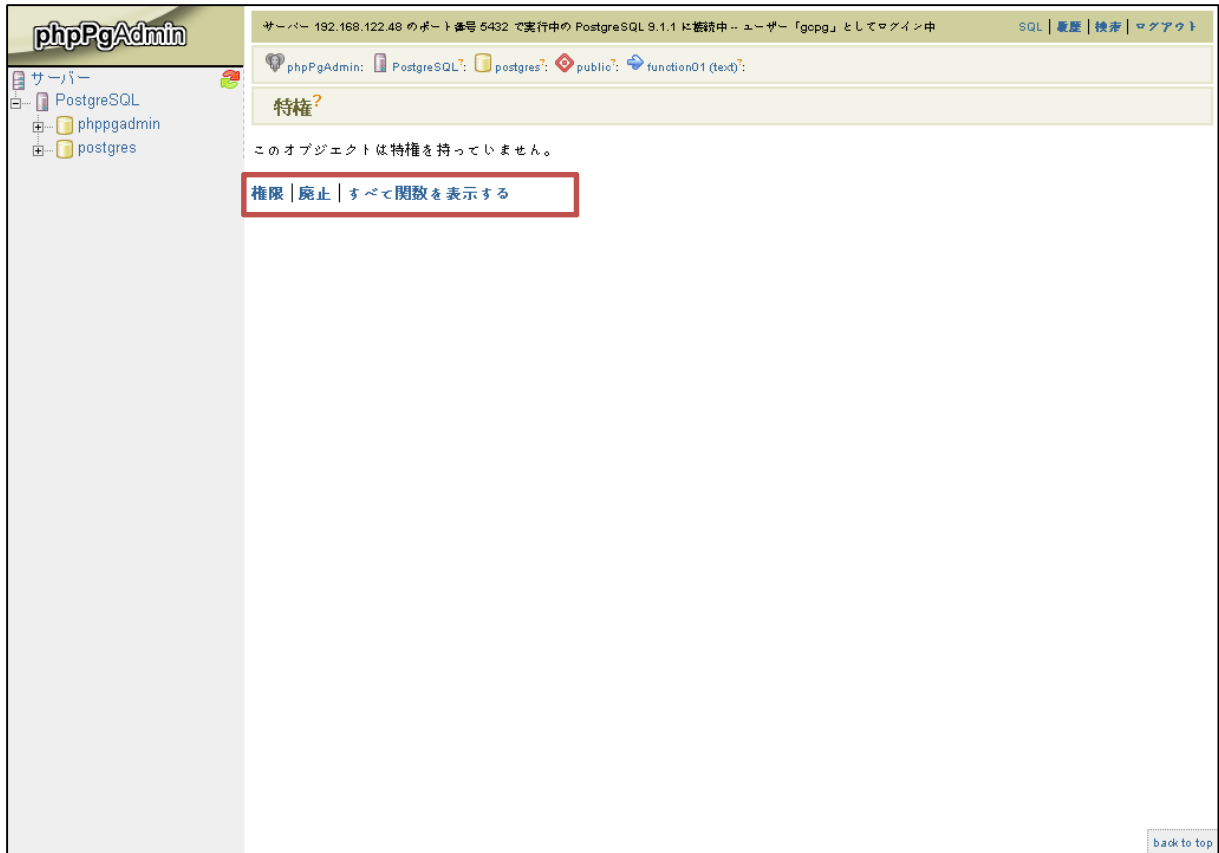 phpPgAdmin
サーバー 192.168.122.48 のポート番号 5432 で実行中の PostgreSQL 9.1.1 に接続中 -- ユーザー「gopg」としてログイン中
SQL | 履歴 | 検索 | ログアウト
phpPgAdmin: PostgreSQL?: postgres?: public?: function01 (text)?:
サーバー
PostgreSQL
phppgadmin
postgres
特権?
このオブジェクトは特権を持っていません。
権限 |廃止 | すべて関数を表示する
back to top